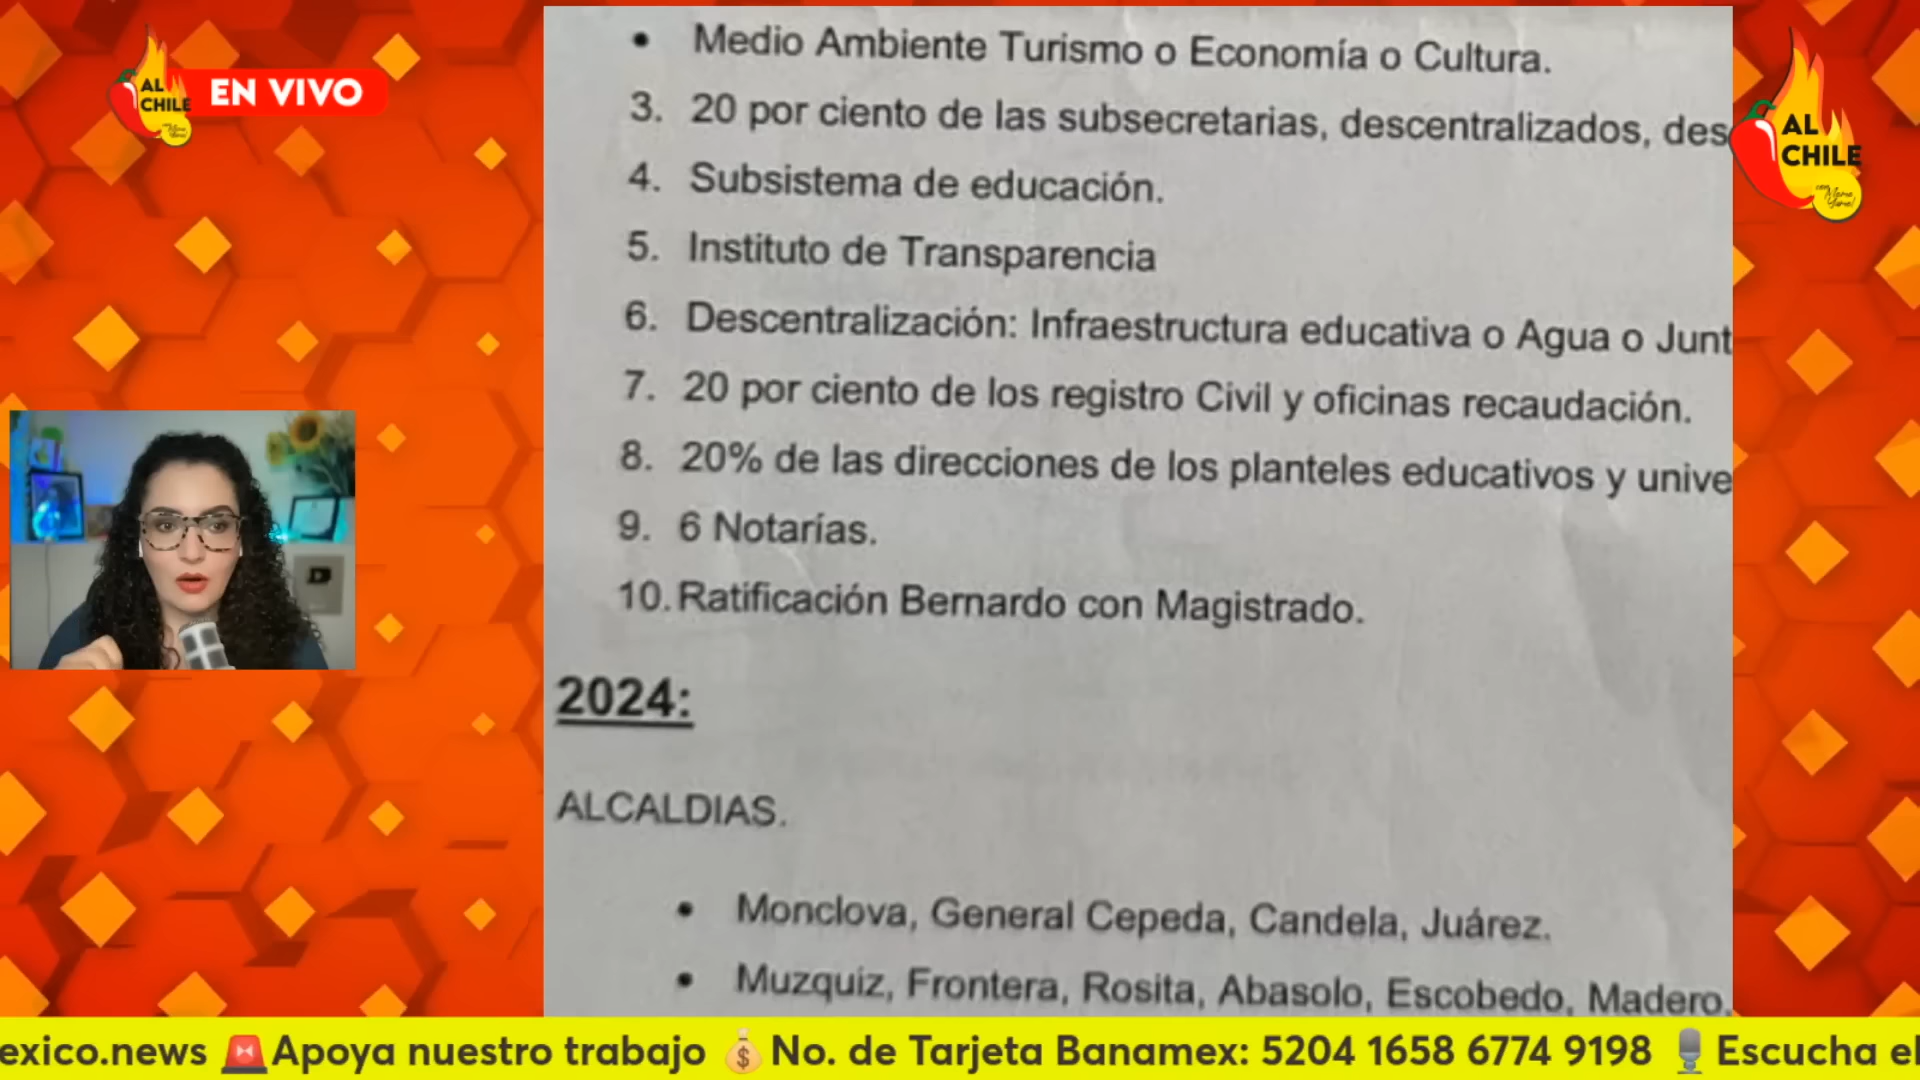 AL
CHILE
EN VIVO
• Medio Ambiente Turismo o Economía o Cultura.
3. 20 por ciento de las subsecretarias, descentralizados, des
4. Subsistema de educación.
5. Instituto de Transparencia
6. Descentralización: Infraestructura educativa o Agua o Junt
7. 20 por ciento de los registro Civil y oficinas recaudación.
8. 20% de las direcciones de los planteles educativos y unive
9. 6 Notarías.
10. Ratificación Bernardo con Magistrado.
2024:
ALCALDIAS.
• Monclova, General Cepeda, Candela, Juárez.
• Muzquiz, Frontera, Rosita, Abasolo, Escobedo, Madero.
AL
CHILE
exico.news 🚨Apoya nuestro trabajo 💰No. de Tarjeta Banamex: 5204 1658 6774 9198 🎙️Escucha el